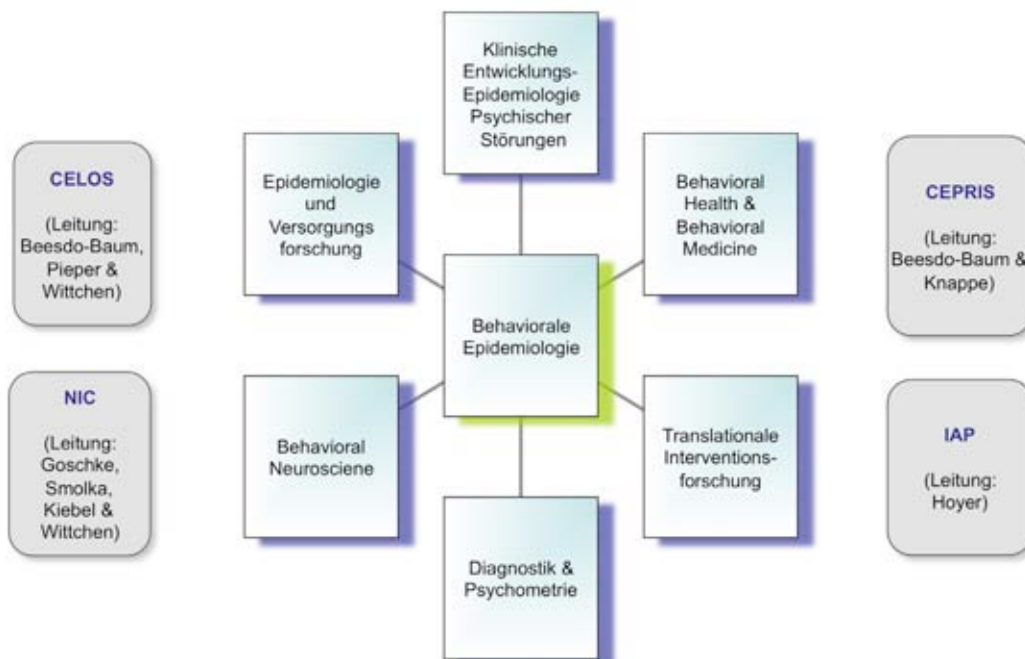 Klinische
Entwicklungs-
Epidemiologie
Psychischer
Störungen
CELOS
(Leitung:
Beesdo-Baum,
Pieper &
Wittchen)
Epidemiologie
und
Versorgungs
forschung
Behavioral
Health &
Behavioral
Medicine
CEPRIS
(Leitung:
Beesdo-Baum &
Knappe)
Behaviorale
Epidemiologie
NIC
(Leitung:
Goschke,
Smolka,
Kiebel &
Wittchen)
Behavioral
Neurosciene
Translationale
Interventions-
forschung
IAP
(Leitung:
Hoyer)
Diagnostik &
Psychometrie